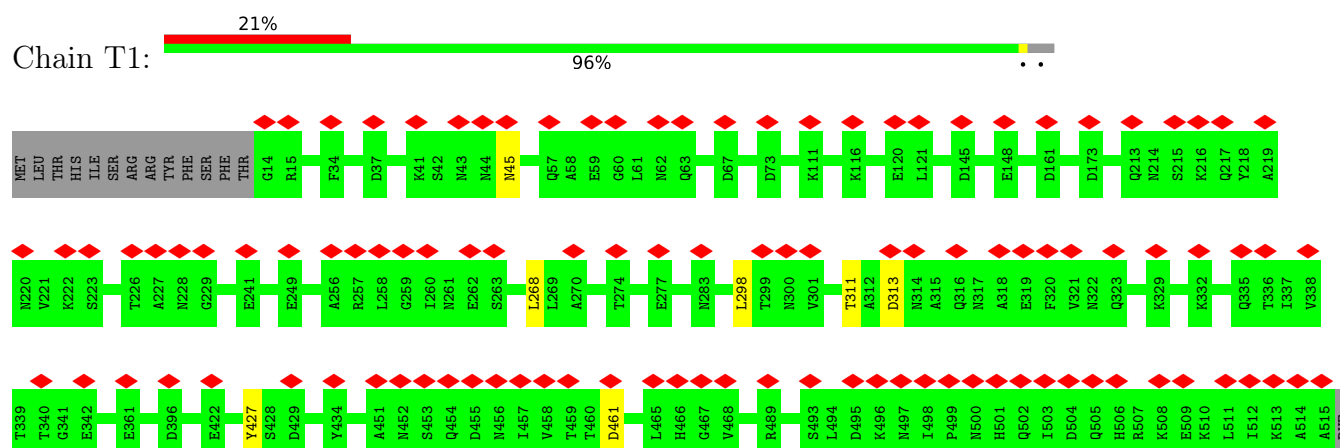 21%
Chain T1:
96%
MET LEU THR HIS ILE SER ARG ARG TYR PHE SER PHE THR G14 R15 F34 D37 K41 S42 N43 N44 N45 Q57 A58 E59 G60 L61 N62 Q63 D67 D73 K111 K116 E120 L121 D145 E148 D161 D173 Q213 N214 S215 K216 Q217 Y218 A219
N220 V221 K222 S223 T226 A227 N228 G229 E241 E249 A256 R257 L258 G259 I260 N261 E262 S263 L268 L269 A270 T274 E277 N283 L298 T299 N300 V301 T311 A312 D313 N314 A315 Q316 N317 A318 E319 F320 V321 N322 Q323 K329 K332 Q335 T336 I337 V338
T339 T340 G341 E342 E361 D396 E422 Y427 S428 D429 Y434 A451 N452 S453 Q454 D455 N456 I457 V458 T459 T460 D461 L465 H466 G467 V468 R489 S493 L494 D495 K496 N497 I498 P499 N500 H501 Q502 I503 D504 Q505 H506 R507 K508 E509 K510 L511 I512 K513 A514 A515